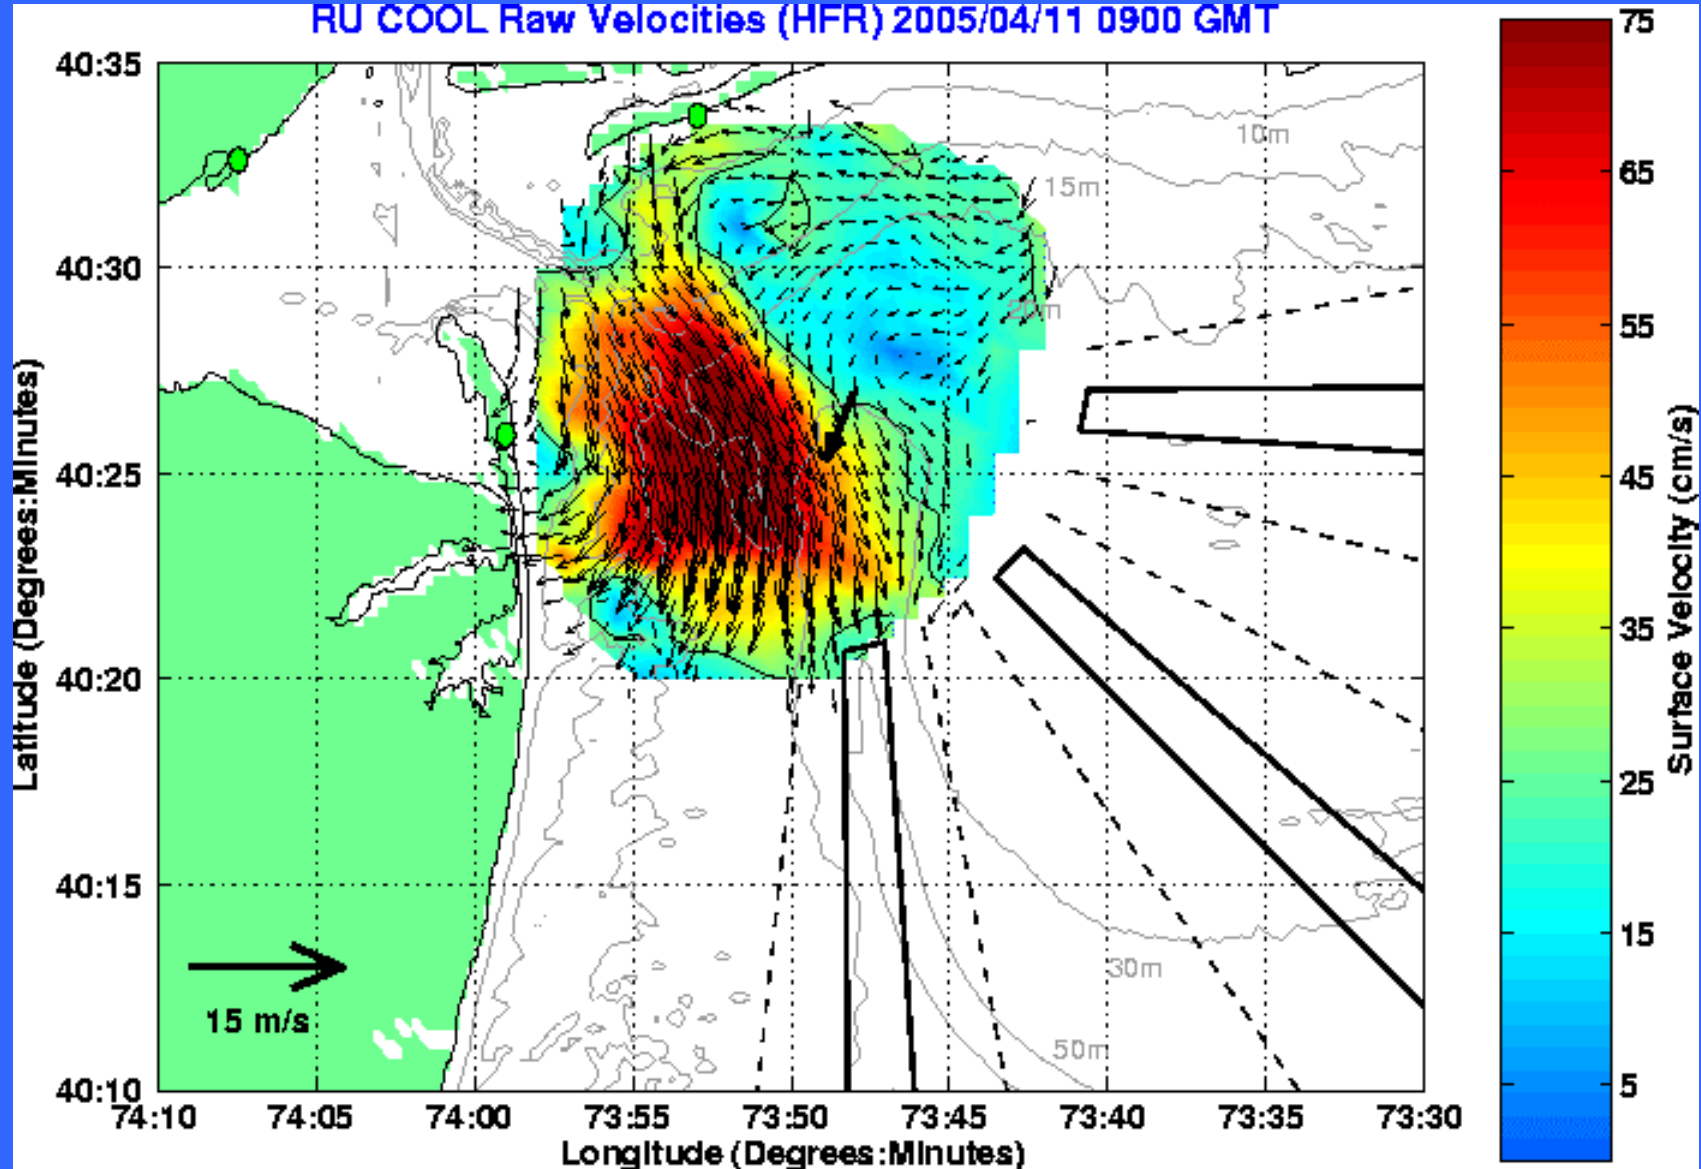 RU COOL Raw Velocities (HFR) 2005/04/11 0900 GMT
40:35
40:30
40:25
40:20
40:15
40:10
Latitude (Degrees:Minutes)
74:10
74:05
74:00
73:55
73:50
73:45
73:40
73:35
73:30
Longitude (Degrees:Minutes)
10m
15m
20m
30m
50m
15 m/s
75
65
55
45
35
25
15
5
Surface Velocity (cm/s)